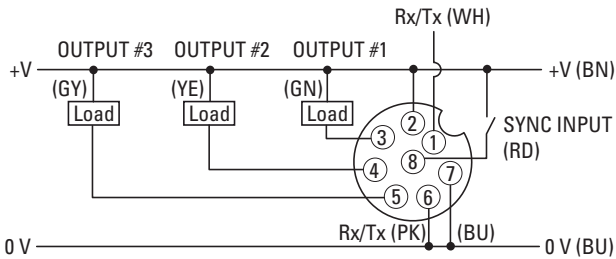 Rx/Tx (WH)
OUTPUT #3 OUTPUT #2 OUTPUT #1
+V +V (BN)
(GY) (YE) (GN)
Load Load Load
2
3 1
SYNC INPUT
(RD)
8
4 7
5 6
Rx/Tx (PK) (BU)
0 V 0 V (BU)